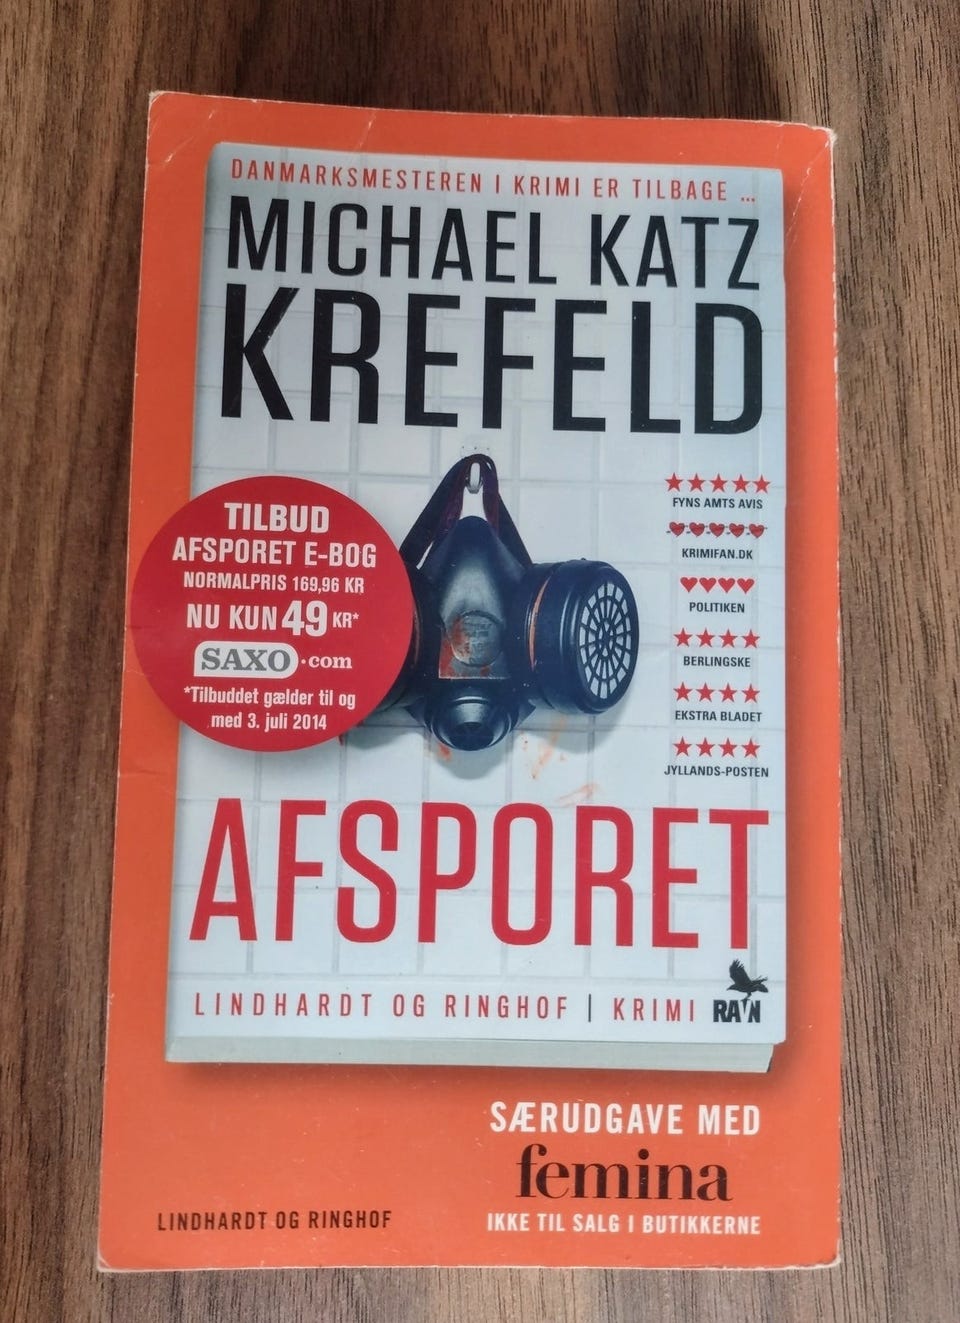 DANMARKSMESTEREN I KRIMI ER TILBAGE ...
MICHAEL KATZ
KREFELD
★★★★★
FYNS AMTS AVIS
♥♥♥♥♥
KRIMIFAN.DK
♥♥♥♥
POLITIKEN
★★★★
BERLINGSKE
★★★★
EKSTRA BLADET
★★★★
JYLLANDS-POSTEN
TILBUD
AFSPORET E-BOG
NORMALPRIS 169,96 KR
NU KUN 49 KR*
SAXO.com
*Tilbuddet gælder til og
med 3. juli 2014
AFSPORET
LINDHARDT OG RINGHOF | KRIMI RAVN
SÆRUDGAVE MED
femina
IKKE TIL SALG I BUTIKKERNE
LINDHARDT OG RINGHOF